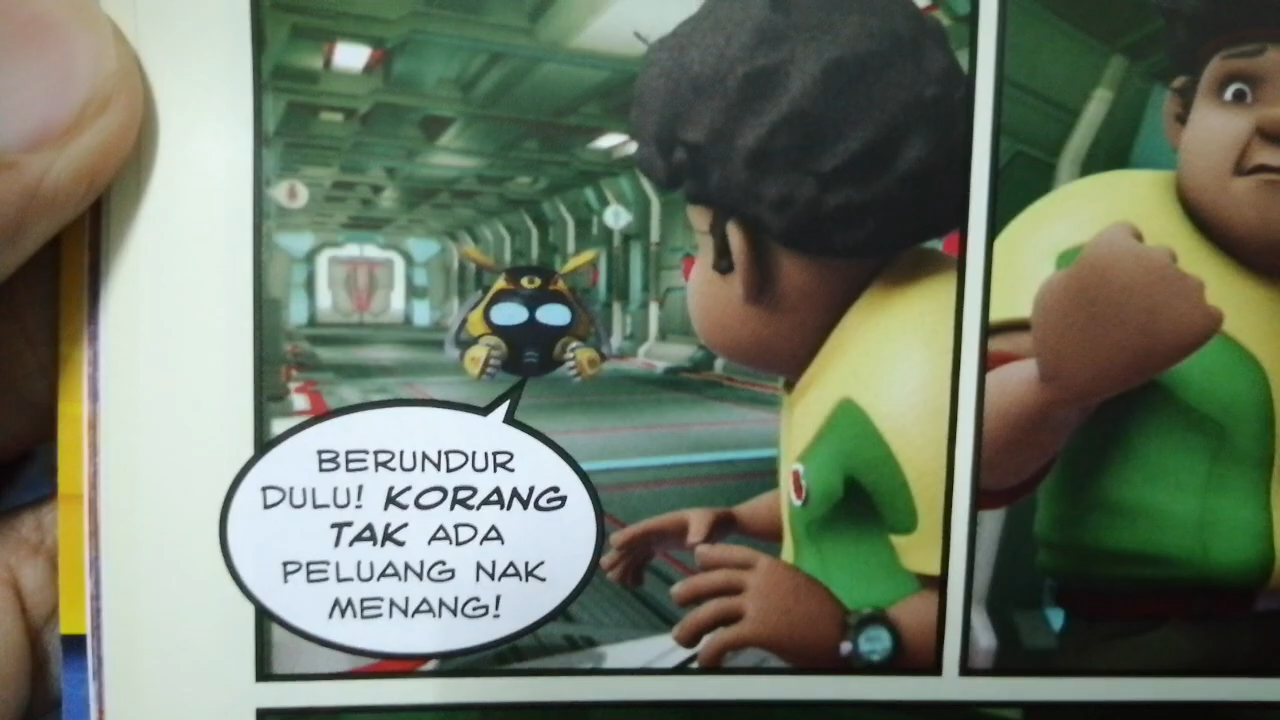 BERUNDUR
DULU! KORANG
TAK ADA
PELUANG NAK
MENANG!